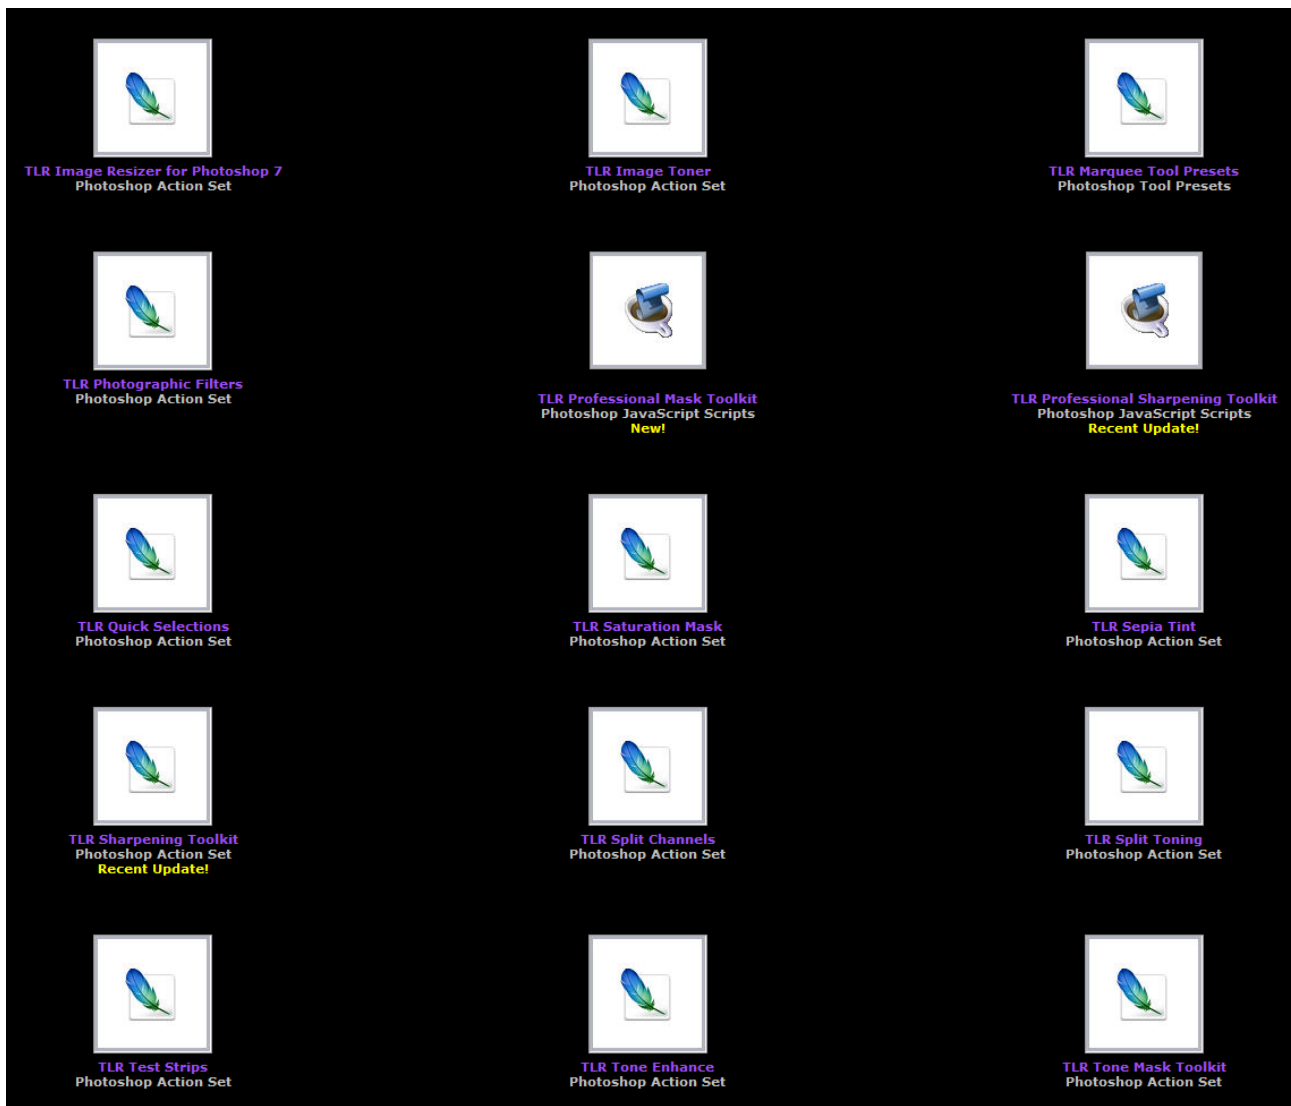 TLR Image Resizer for Photoshop 7
Photoshop Action Set
TLR Image Toner
Photoshop Action Set
TLR Marquee Tool Presets
Photoshop Tool Presets
TLR Photographic Filters
Photoshop Action Set
TLR Professional Mask Toolkit
Photoshop JavaScript Scripts
New!
TLR Professional Sharpening Toolkit
Photoshop JavaScript Scripts
Recent Update!
TLR Quick Selections
Photoshop Action Set
TLR Saturation Mask
Photoshop Action Set
TLR Sepia Tint
Photoshop Action Set
TLR Sharpening Toolkit
Photoshop Action Set
Recent Update!
TLR Split Channels
Photoshop Action Set
TLR Split Toning
Photoshop Action Set
TLR Test Strips
Photoshop Action Set
TLR Tone Enhance
Photoshop Action Set
TLR Tone Mask Toolkit
Photoshop Action Set